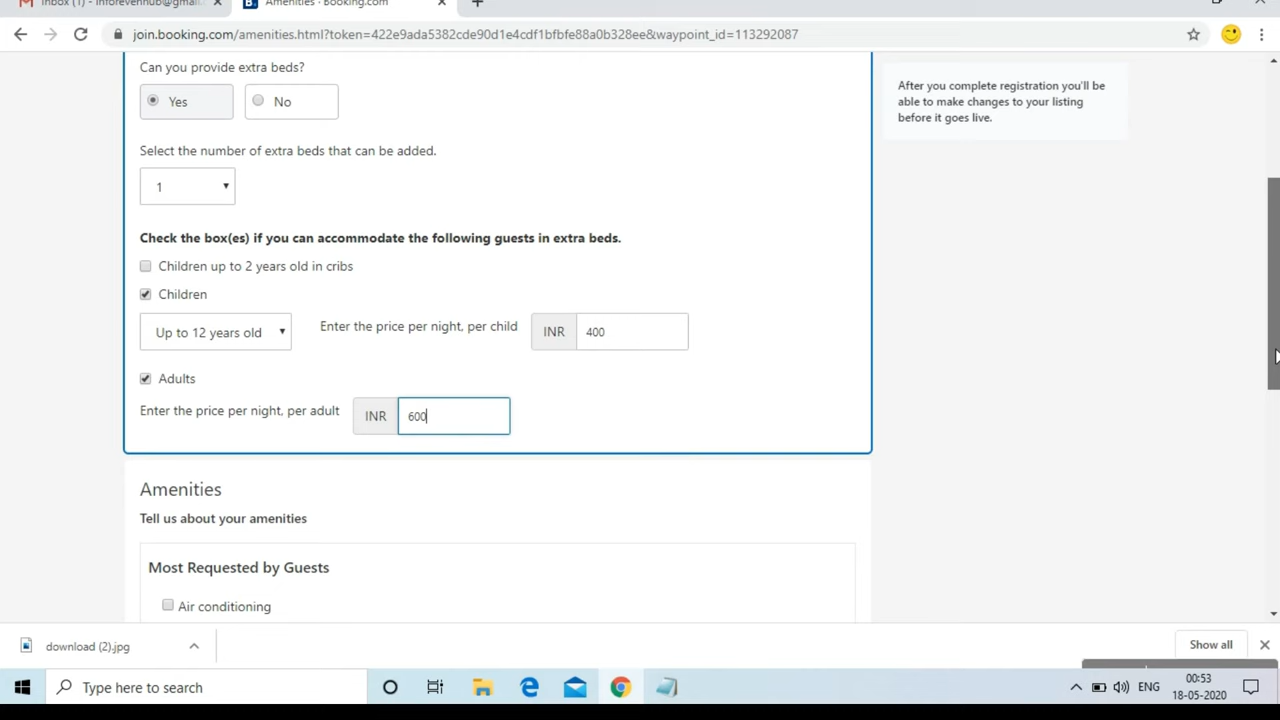 Inbox (1) - inforevenhub@gmail
Amenities · Booking.com
join.booking.com/amenities.html?token=422e9ada5382cde90d1e4cdf1bfbfe88a0b328ee&waypoint_id=113292087
Can you provide extra beds?
Yes No
Select the number of extra beds that can be added.
1
Check the box(es) if you can accommodate the following guests in extra beds.
Children up to 2 years old in cribs
Children
Up to 12 years old Enter the price per night, per child INR 400
Adults
Enter the price per night, per adult INR 600
Amenities
Tell us about your amenities
Most Requested by Guests
Air conditioning
After you complete registration you'll be
able to make changes to your listing
before it goes live.
download (2).jpg
Show all
Type here to search
ENG
00:53
18-05-2020